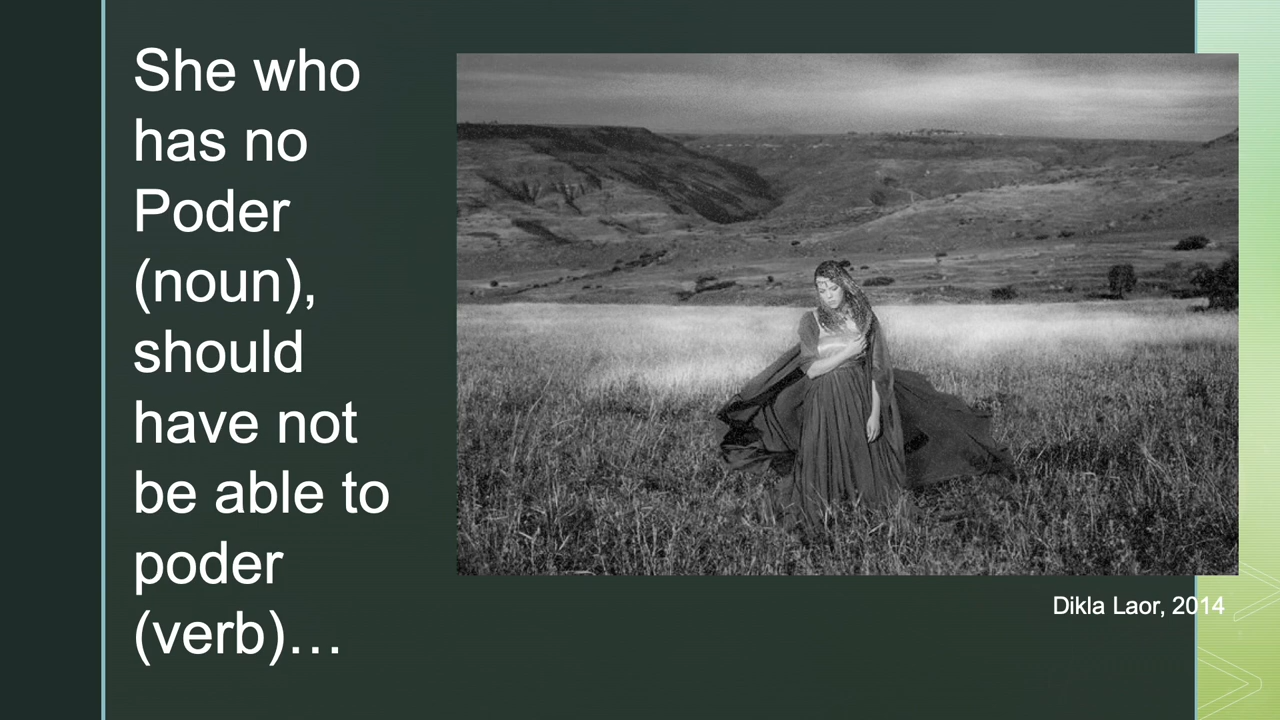 She who
has no
Poder
(noun),
should
have not
be able to
poder
(verb)…
Dikla Laor, 2014